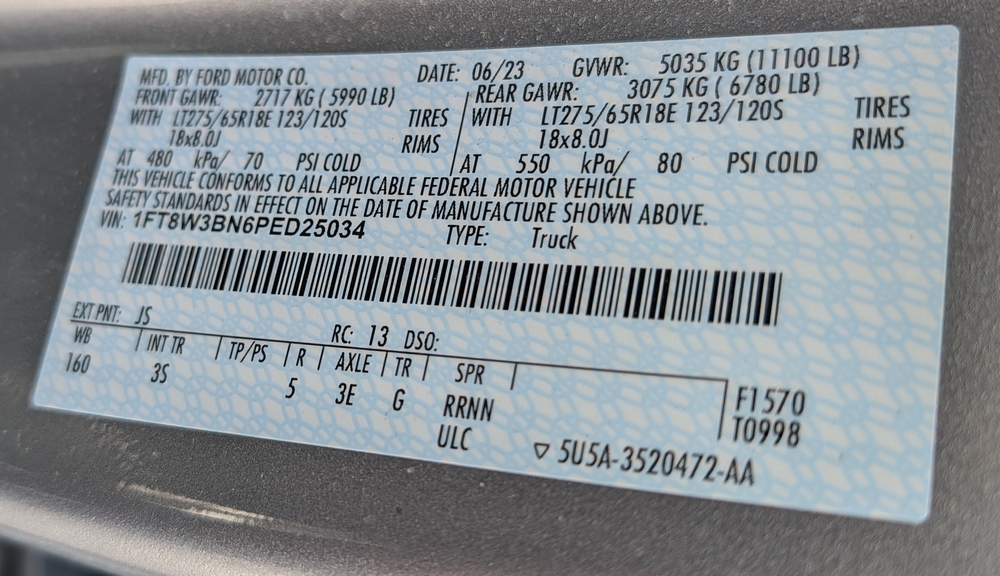 MFD. BY FORD MOTOR CO. DATE: 06/23 GVWR: 5035 KG (11100 LB)
FRONT GAWR: 2717 KG ( 5990 LB) REAR GAWR: 3075 KG ( 6780 LB)
WITH LT275/65R18E 123/120S TIRES WITH LT275/65R18E 123/120S TIRES
18x8.0J RIMS 18x8.0J RIMS
AT 480 kPa/ 70 PSI COLD AT 550 kPa/ 80 PSI COLD
THIS VEHICLE CONFORMS TO ALL APPLICABLE FEDERAL MOTOR VEHICLE
SAFETY STANDARDS IN EFFECT ON THE DATE OF MANUFACTURE SHOWN ABOVE.
VIN: 1FT8W3BN6PED25034 TYPE: Truck
EXT PNT: JS RC: 13 DSO:
WB INT TR TP/PS R AXLE TR SPR
160 3S 5 3E G RRNN F1570
ULC T0998
▽ 5U5A-3520472-AA